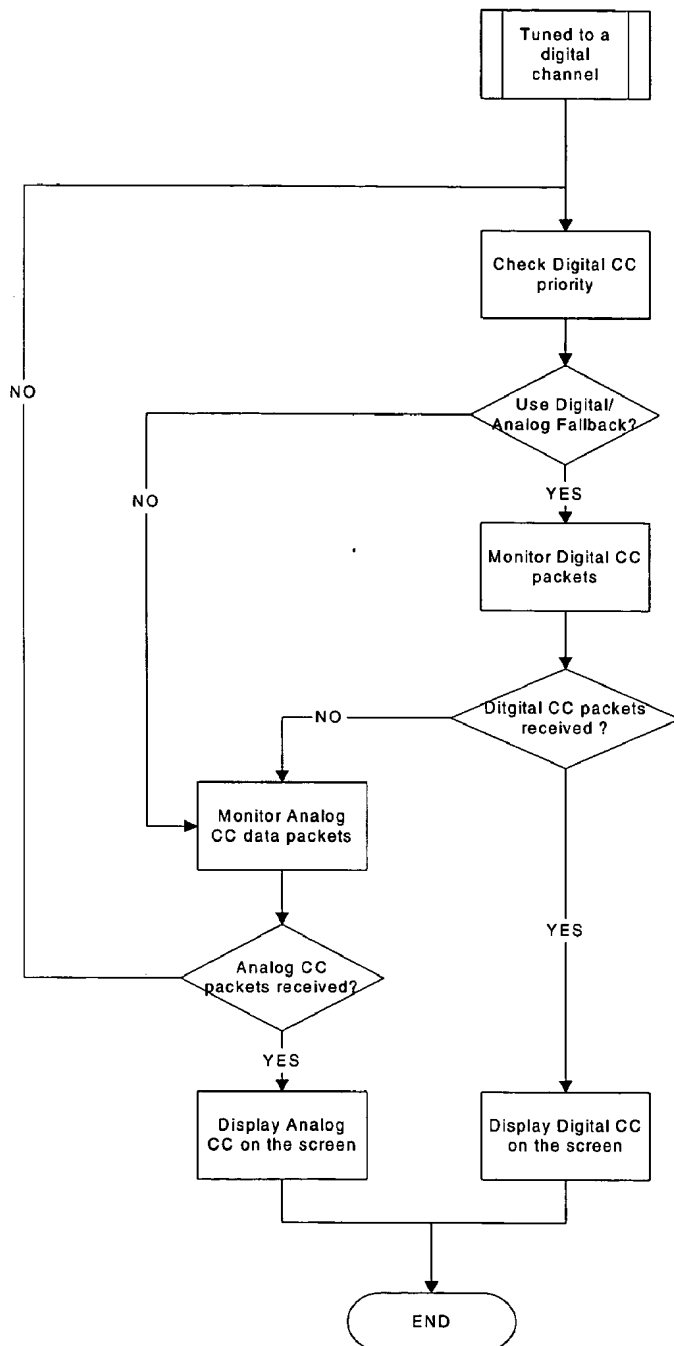 Tuned to a
digital
channel
Check Digital CC
priority
NO
Use Digital/
Analog Fallback?
NO
YES
Monitor Digital CC
packets
Ditgital CC packets
received ?
NO
Monitor Analog
CC data packets
YES
Analog CC
packets received?
YES
Display Analog
CC on the screen
Display Digital CC
on the screen
END